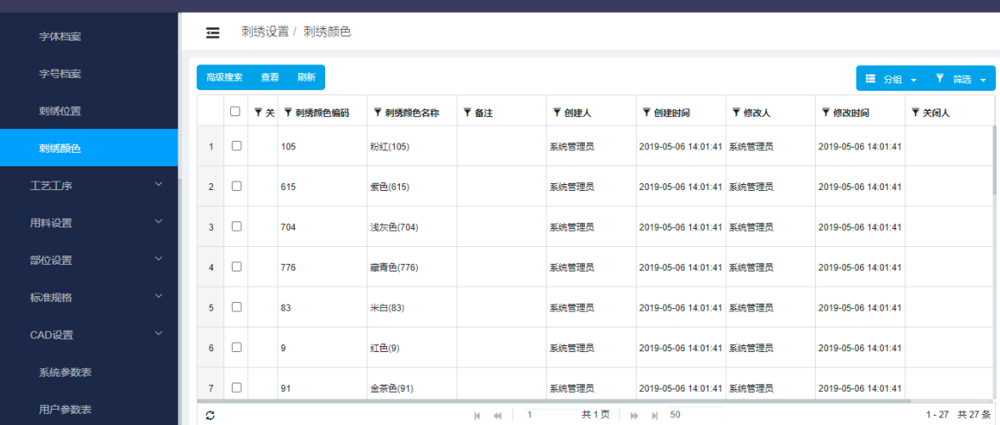 字体档案
字号档案
刺绣位置
刺绣颜色
工艺工序
用料设置
部位设置
标准规格
CAD设置
系统参数表
用户参数表
刺绣设置 / 刺绣颜色
高级搜索 查看 刷新
分组 筛选
关 刺绣颜色编码 刺绣颜色名称 备注 创建人 创建时间 修改人 修改时间 关闭人
1 105 粉红(105) 系统管理员 2019-05-06 14:01:41 系统管理员 2019-05-06 14:01:41
2 615 紫色(615) 系统管理员 2019-05-06 14:01:41 系统管理员 2019-05-06 14:01:41
3 704 浅灰色(704) 系统管理员 2019-05-06 14:01:41 系统管理员 2019-05-06 14:01:41
4 776 藏青色(776) 系统管理员 2019-05-06 14:01:41 系统管理员 2019-05-06 14:01:41
5 83 米白(83) 系统管理员 2019-05-06 14:01:41 系统管理员 2019-05-06 14:01:41
6 9 红色(9) 系统管理员 2019-05-06 14:01:41 系统管理员 2019-05-06 14:01:41
7 91 金茶色(91) 系统管理员 2019-05-06 14:01:41 系统管理员 2019-05-06 14:01:41
1 共1页 50 1 - 27 共 27 条